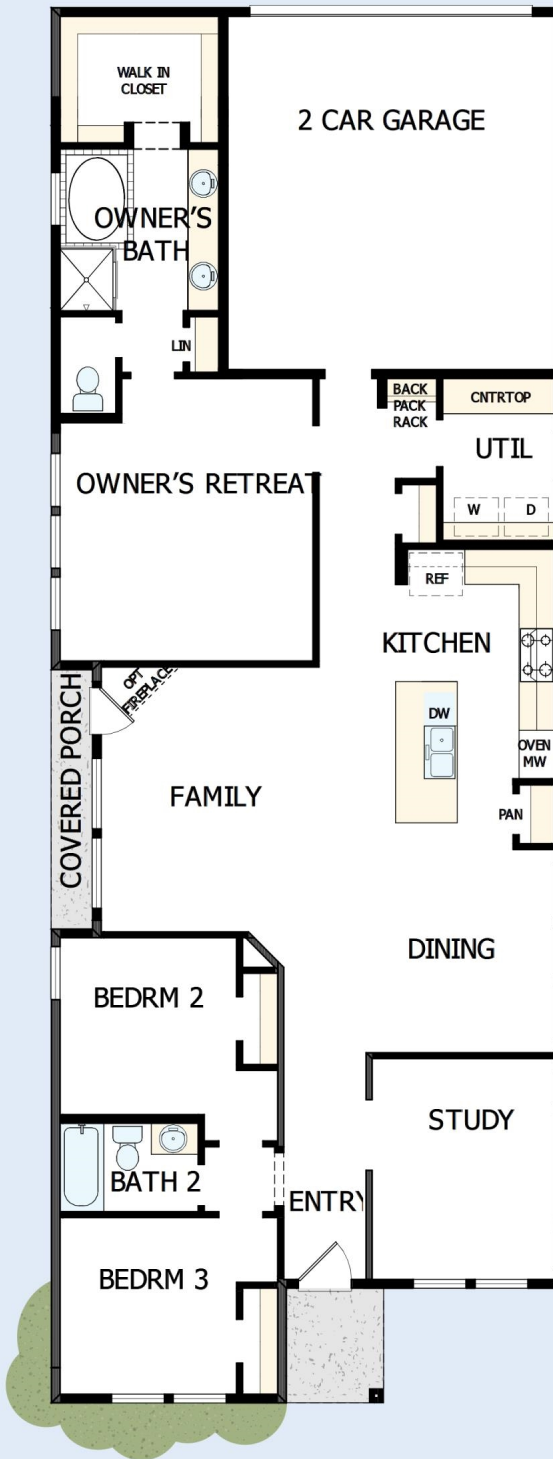 WALK IN
CLOSET
2 CAR GARAGE
OWNER'S
BATH
LIN
BACK
PACK
RACK
CNTRTOP
UTIL
W
D
OWNER'S RETREAT
REF
KITCHEN
OPT
FIREPLACE
DW
OVEN
MW
COVERED PORCH
FAMILY
PAN
DINING
BEDRM 2
STUDY
BATH 2
ENTRY
BEDRM 3